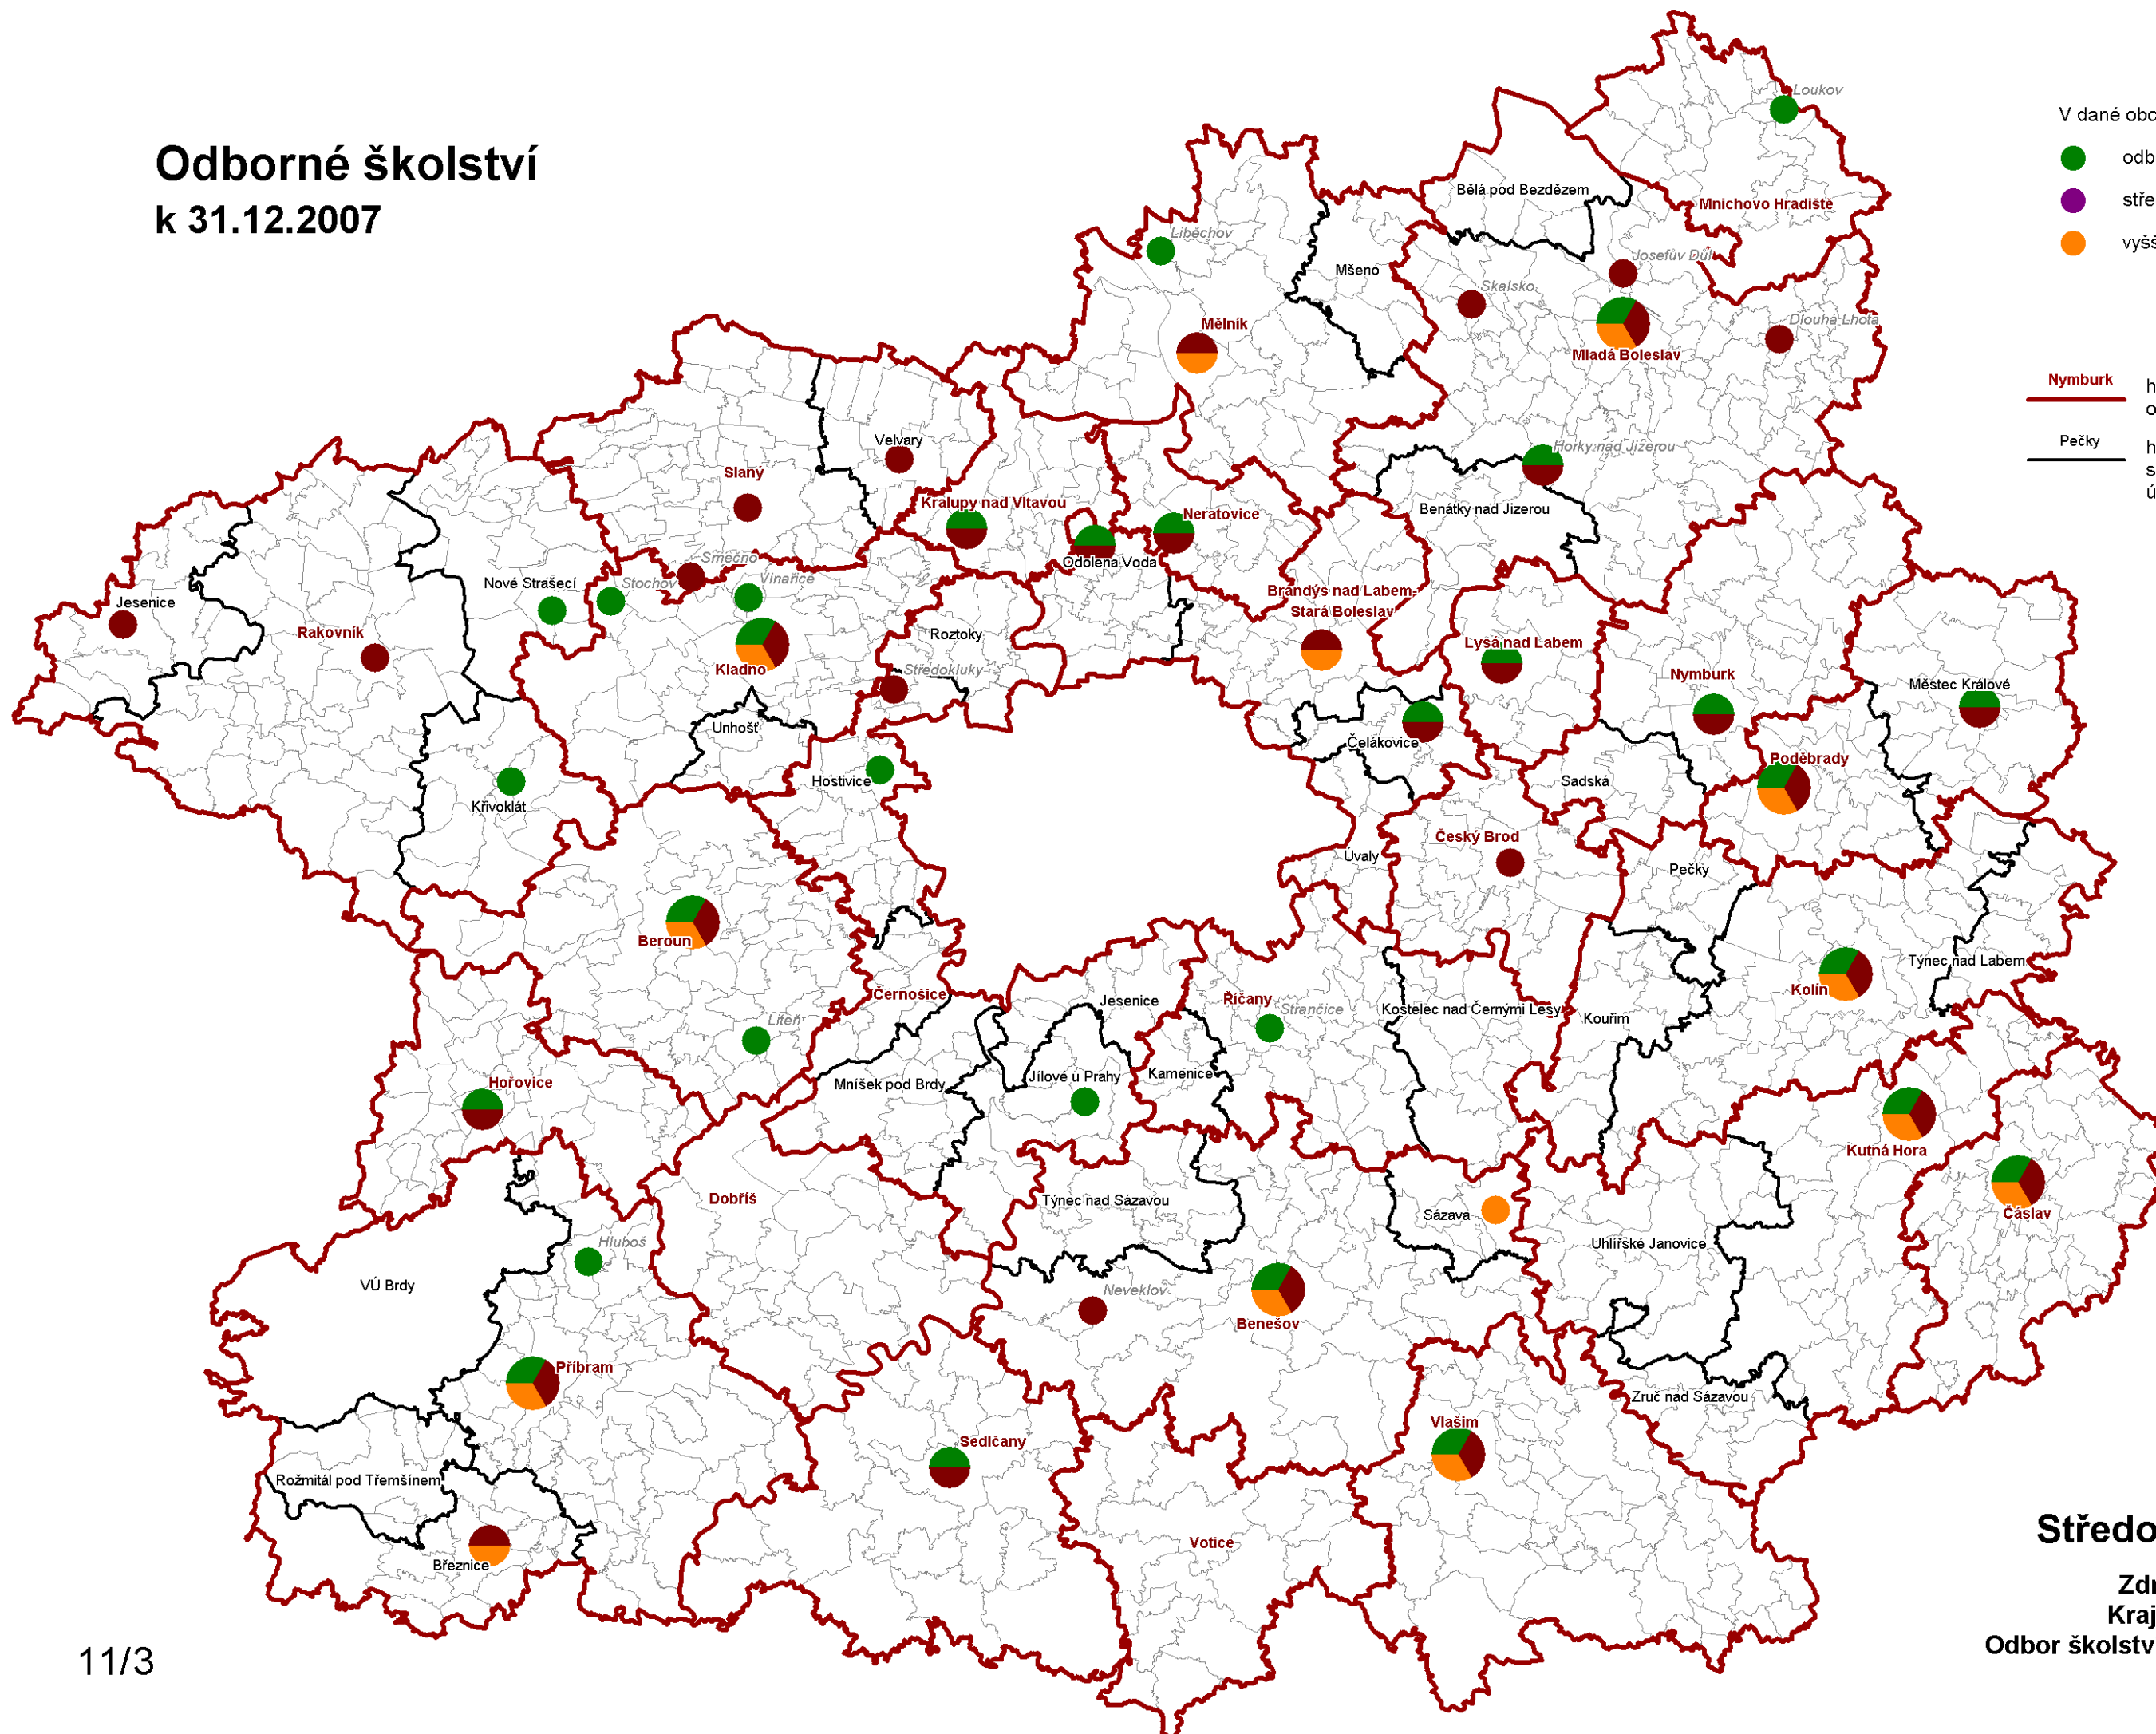 Odborné školství
k 31.12.2007
V dané obc
odb
stře
vyšš
Nymburk
h
o
Pečky
h
s
ú
Loukov
Bělá pod Bezdězem
Mnichovo Hradiště
Liběchov
Mšeno
Josefův Důl
Skalsko
Mělník
Dlouhá Lhota
Mladá Boleslav
Velvary
Horky nad Jizerou
Slaný
Kralupy nad Vltavou
Neratovice
Benátky nad Jizerou
Smečno
Odolena Voda
Nové Strašecí
Stochov
Vinařice
Brandýs nad Labem-
Stará Boleslav
Jesenice
Rakovník
Roztoky
Lysá nad Labem
Kladno
Středokluky
Nymburk
Městec Králové
Unhošť
Čelákovice
Poděbrady
Hostivice
Sadská
Křivoklát
Český Brod
Úvaly
Pečky
Beroun
Týnec nad Labem
Kolín
Černošice
Jesenice
Říčany
Strančice
Kostelec nad Černými Lesy
Kouřim
Liteň
Hořovice
Mníšek pod Brdy
Jílové u Prahy
Kamenice
Kutná Hora
Dobříš
Týnec nad Sázavou
Sázava
Čáslav
Hluboš
Uhlířské Janovice
VÚ Brdy
Neveklov
Benešov
Příbram
Zruč nad Sázavou
Vlašim
Sedlčany
Rožmitál pod Třemšínem
Votice
Březnice
Středo
Zdr
Kraj
Odbor školstv
11/3